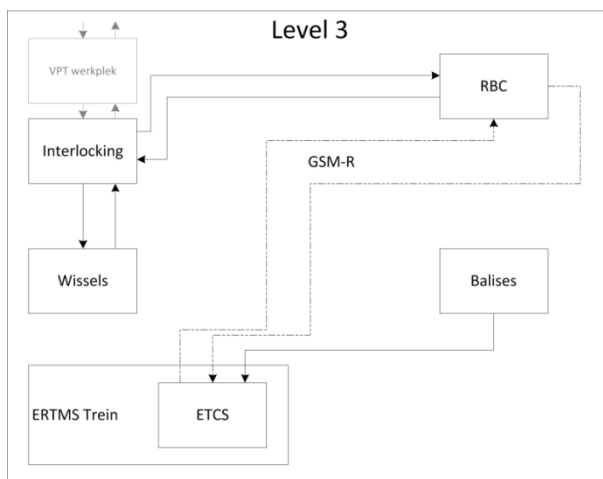 Level 3
VPT werkplek
RBC
Interlocking
GSM-R
Wissels
Balises
ERTMS Trein
ETCS